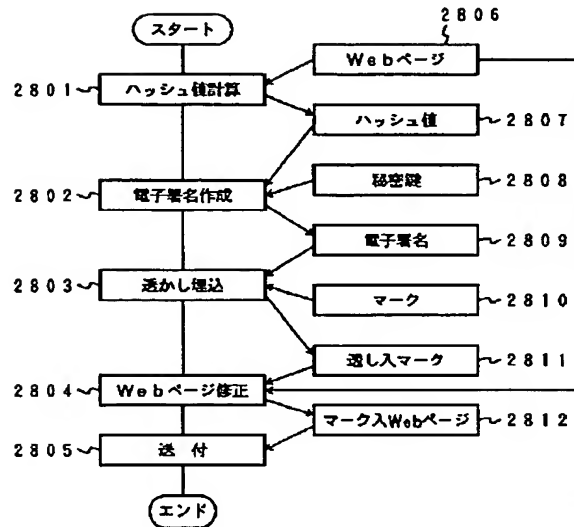 2806
スタート
Webページ
2801
ハッシュ値計算
ハッシュ値
2807
秘密鍵
2808
2802
電子署名作成
電子署名
2809
2803
透かし埋込
マーク
2810
透し入マーク
2811
2804
Webページ修正
マーク入Webページ
2812
2805
送 付
エンド